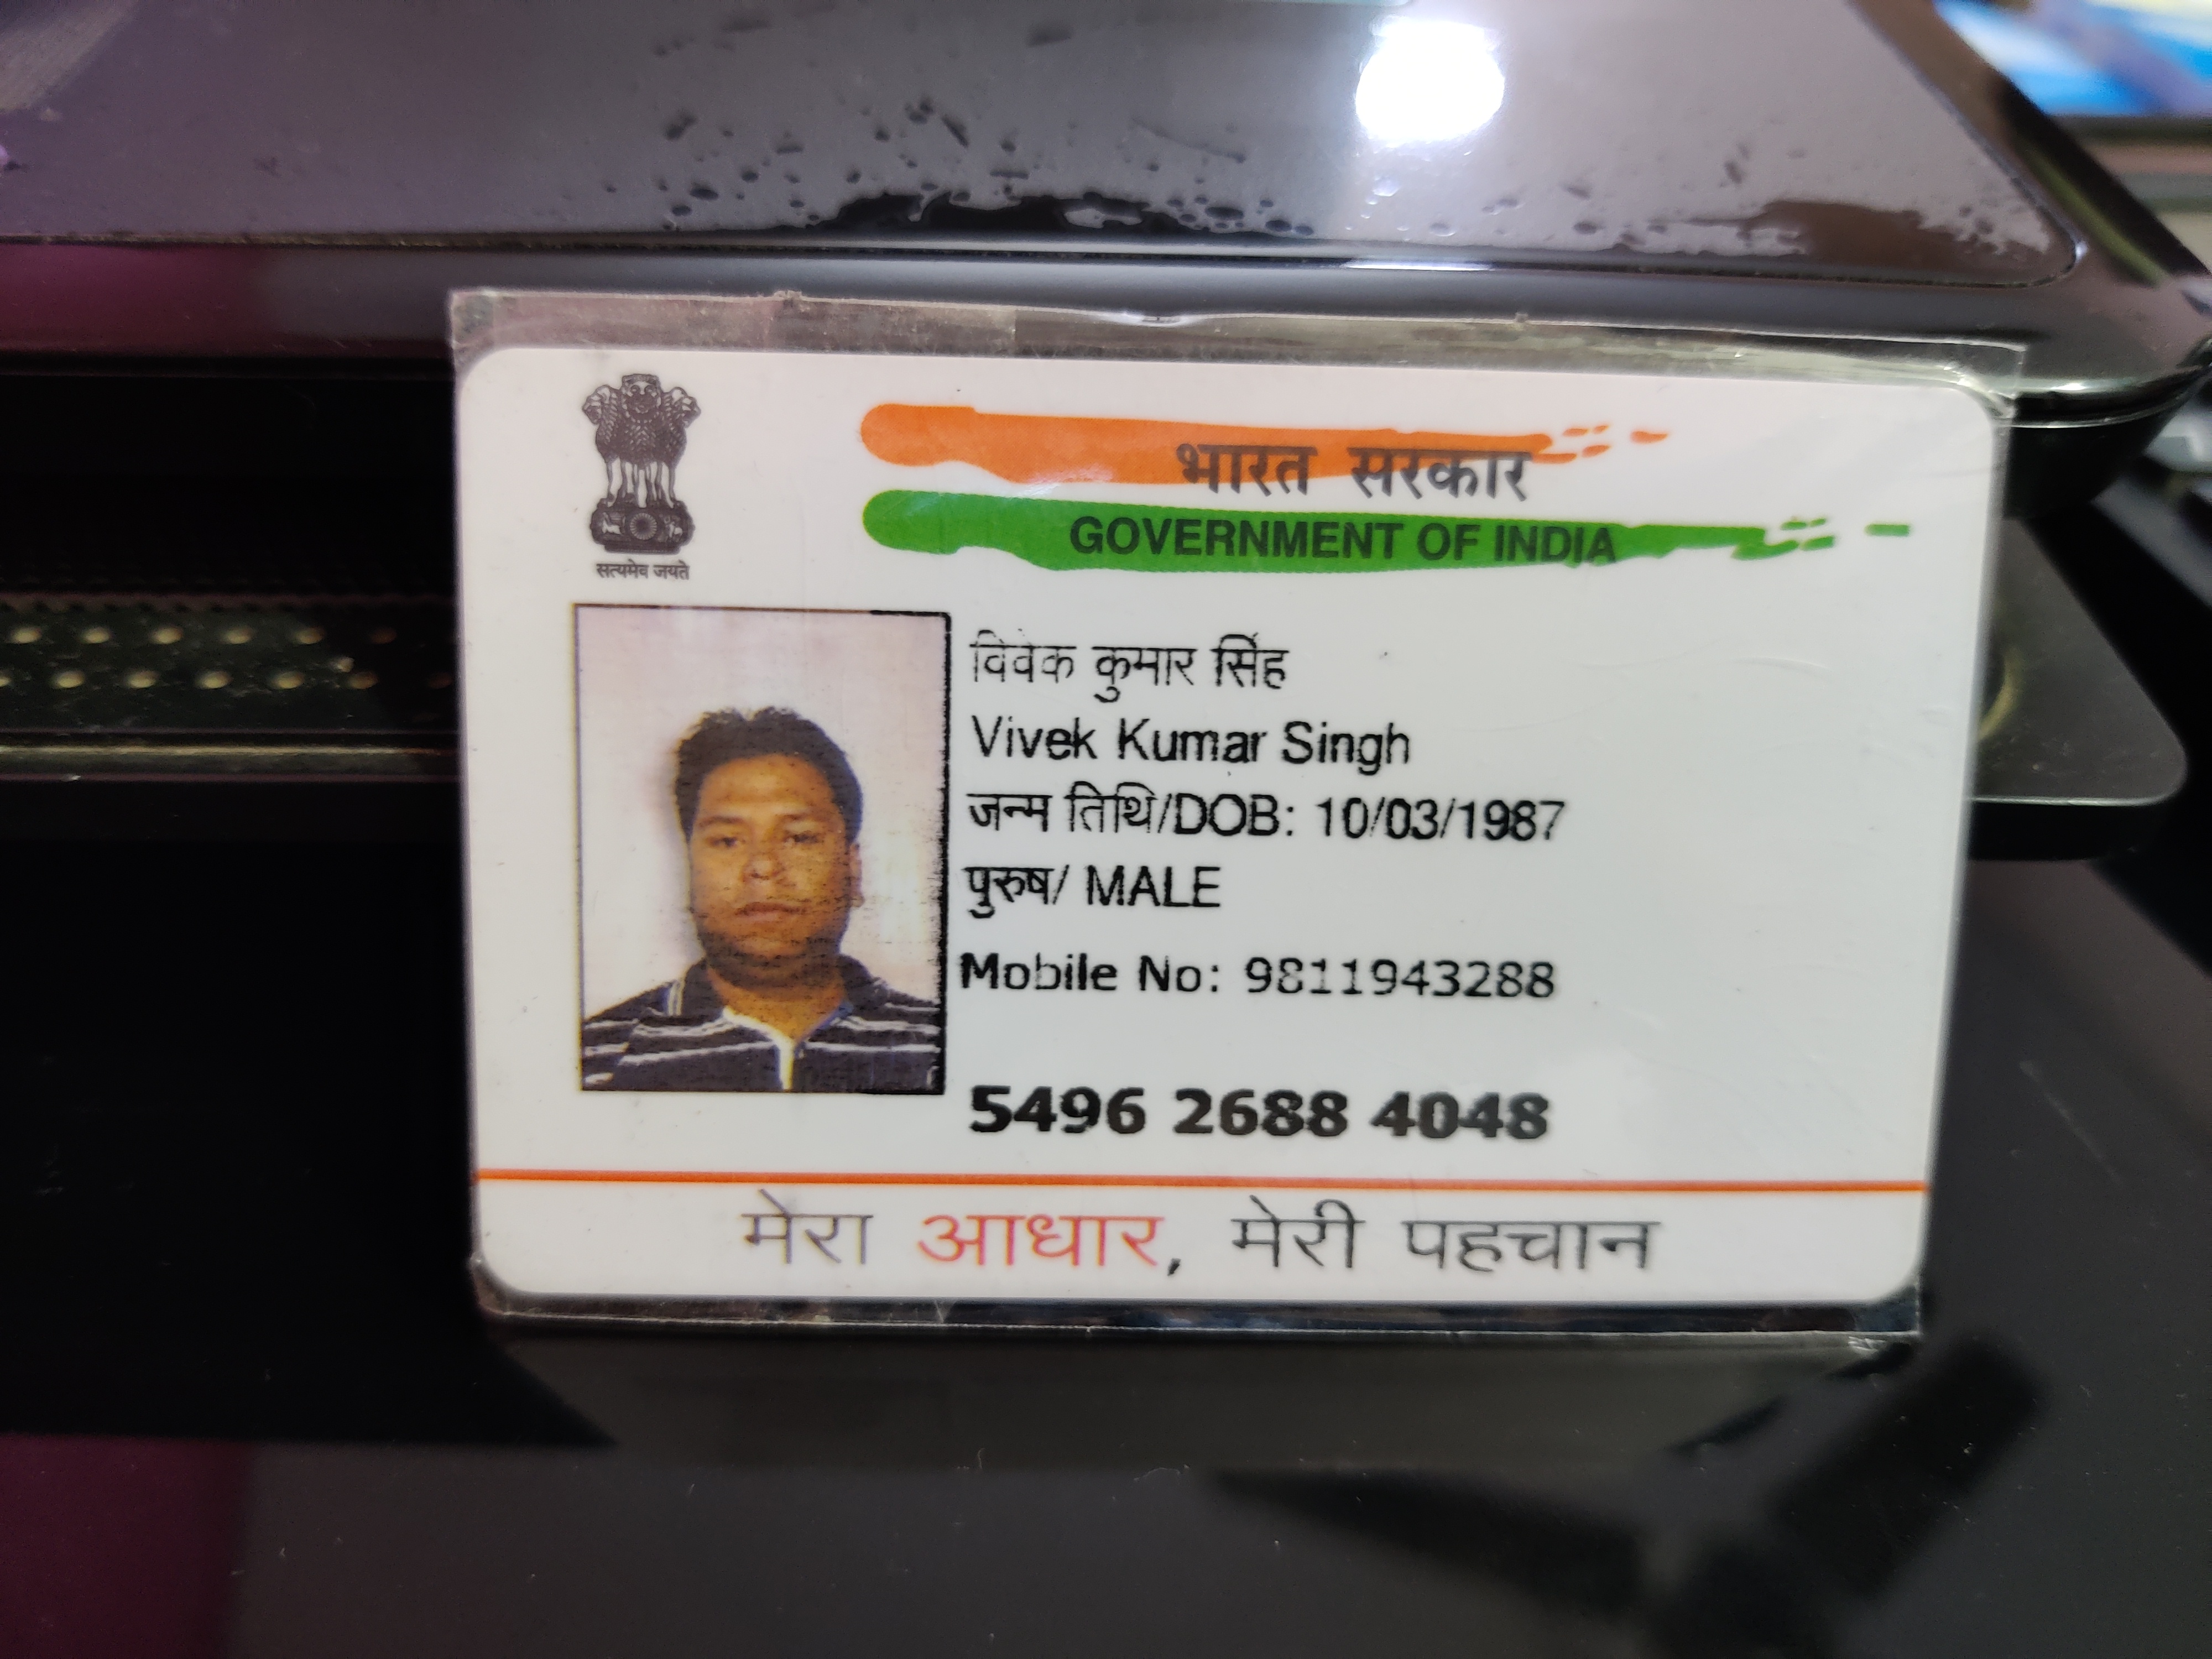 सत्यमेव जयते
भारत सरकार
GOVERNMENT OF INDIA
विवेक कुमार सिंह
Vivek Kumar Singh
जन्म तिथि/DOB: 10/03/1987
पुरुष/ MALE
Mobile No: 9811943288
5496 2688 4048
मेरा आधार, मेरी पहचान